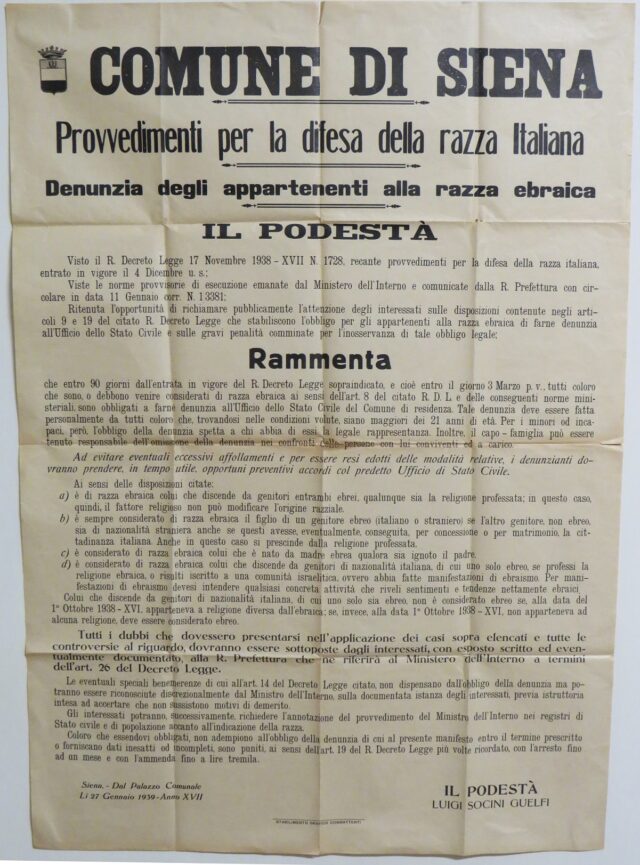 COMUNE DI SIENA
Provvedimenti per la difesa della razza Italiana
Denunzia degli appartenenti alla razza ebraica
IL PODESTÀ
Visto il R. Decreto Legge 17 Novembre 1938 - XVII N. 1728, recante provvedimenti per la difesa della razza italiana,
entrato in vigore il 4 Dicembre u. s.;
Viste le norme provvisorie di esecuzione emanate dal Ministero dell'Interno e comunicate dalla R. Prefettura con cir-
colare in data 11 Gennaio corr. N. 13381;
Ritenuta l'opportunità di richiamare pubblicamente l'attenzione degli interessati sulle disposizioni contenute negli arti-
coli 9 e 19 del citato R. Decreto Legge che stabiliscono l'obbligo per gli appartenenti alla razza ebraica di farne denunzia
all'Ufficio dello Stato Civile e sulle gravi penalità comminate per l'inosservanza di tale obbligo legale;
Rammenta
che entro 90 giorni dall'entrata in vigore del R. Decreto Legge sopraindicato, e cioè entro il giorno 3 Marzo p. v., tutti coloro
che sono, o debbono venire considerati di razza ebraica ai sensi dell'art. 8 del citato R. D. L. e delle conseguenti norme mini-
steriali, sono obbligati a farne denunzia all'Ufficio dello Stato Civile del Comune di residenza. Tale denunzia deve essere fatta
personalmente da tutti coloro che, trovandosi nelle condizioni volute, siano maggiori dei 21 anni di età. Per i minori od inca-
paci, però, l'obbligo della denunzia spetta a chi abbia di essi la legale rappresentanza. Inoltre, il capo - famiglia può essere
tenuto responsabile dell'omissione della denunzia nei confronti delle persone con lui conviventi ed a carico.
Ad evitare eventuali eccessivi affollamenti e per essere resi edotti delle modalità relative, i denunzianti do-
vranno prendere, in tempo utile, opportuni preventivi accordi col predetto Ufficio di Stato Civile.
Ai sensi delle disposizioni citate:
a) è di razza ebraica colui che discenda da genitori entrambi ebrei, qualunque sia la religione professata; in questo caso,
quindi, il fattore religioso non può modificare l'origine razziale.
b) è sempre considerato di razza ebraica il figlio di un genitore ebreo (italiano o straniero) se l'altro genitore, non ebreo,
sia di nazionalità straniera anche se questi avesse, eventualmente, conseguita, per concessione o per matrimonio, la cit-
tadinanza italiana Anche in questo caso si prescinde dalla religione professata.
c) è considerato di razza ebraica colui che è nato da madre ebrea qualora sia ignoto il padre.
d) è considerato di razza ebraica colui che discenda da genitori di nazionalità italiana, di cui uno solo ebreo, se professi la
religione ebraica, o risulti iscritto a una comunità israelitica, ovvero abbia fatte manifestazioni di ebraismo. Per mani-
festazioni di ebraismo devesi intendere qualsiasi concreta attività che riveli sentimenti e tendenze nettamente ebraici
Colui che discende da genitori di nazionalità italiana, di cui uno solo sia ebreo, non è considerato ebreo se, alla data del
1° Ottobre 1938 - XVI, apparteneva a religione diversa dall'ebraica; se, invece, alla data 1° Ottobre 1938 - XVI, non apparteneva ad
alcuna religione, deve essere considerato ebreo.
Tutti i dubbi che dovessero presentarsi nell'applicazione dei casi sopra elencati e tutte le
controversie al riguardo, dovranno essere sottoposte dagli interessati, con esposto scritto ed even-
tualmente documentato, alla R. Prefettura che ne riferirà al Ministero dell'Interno a termini
dell'art. 26 del Decreto Legge.
Le eventuali speciali benemerenze di cui all'art. 14 del Decreto Legge citato, non dispensano dall'obbligo della denunzia ma po-
tranno essere riconosciute discrezionalmente dal Ministro dell'Interno, sulla documentata istanza degli interessati, previa istruttoria
intesa ad accertare che non sussistono motivi di demerito.
Gli interessati potranno, successivamente, richiedere l'annotazione del provvedimento del Ministro dell'Interno nei registri di
Stato civile e di popolazione accanto all'indicazione della razza.
Coloro che essendovi obbligati, non adempiono all'obbligo della denunzia di cui al presente manifesto entro il termine prescritto
o forniscano dati inesatti od incompleti, sono puniti, ai sensi dell'art. 19 del R. Decreto Legge più volte ricordato, con l'arresto fino
ad un mese e con l'ammenda fino a lire tremila.
Siena. - Dal Palazzo Comunale
Lì 27 Gennaio 1939 - Anno XVII
IL PODESTÀ
LUIGI SOCINI GUELFI
STABILIMENTO GRAFICO COMBATTENTI